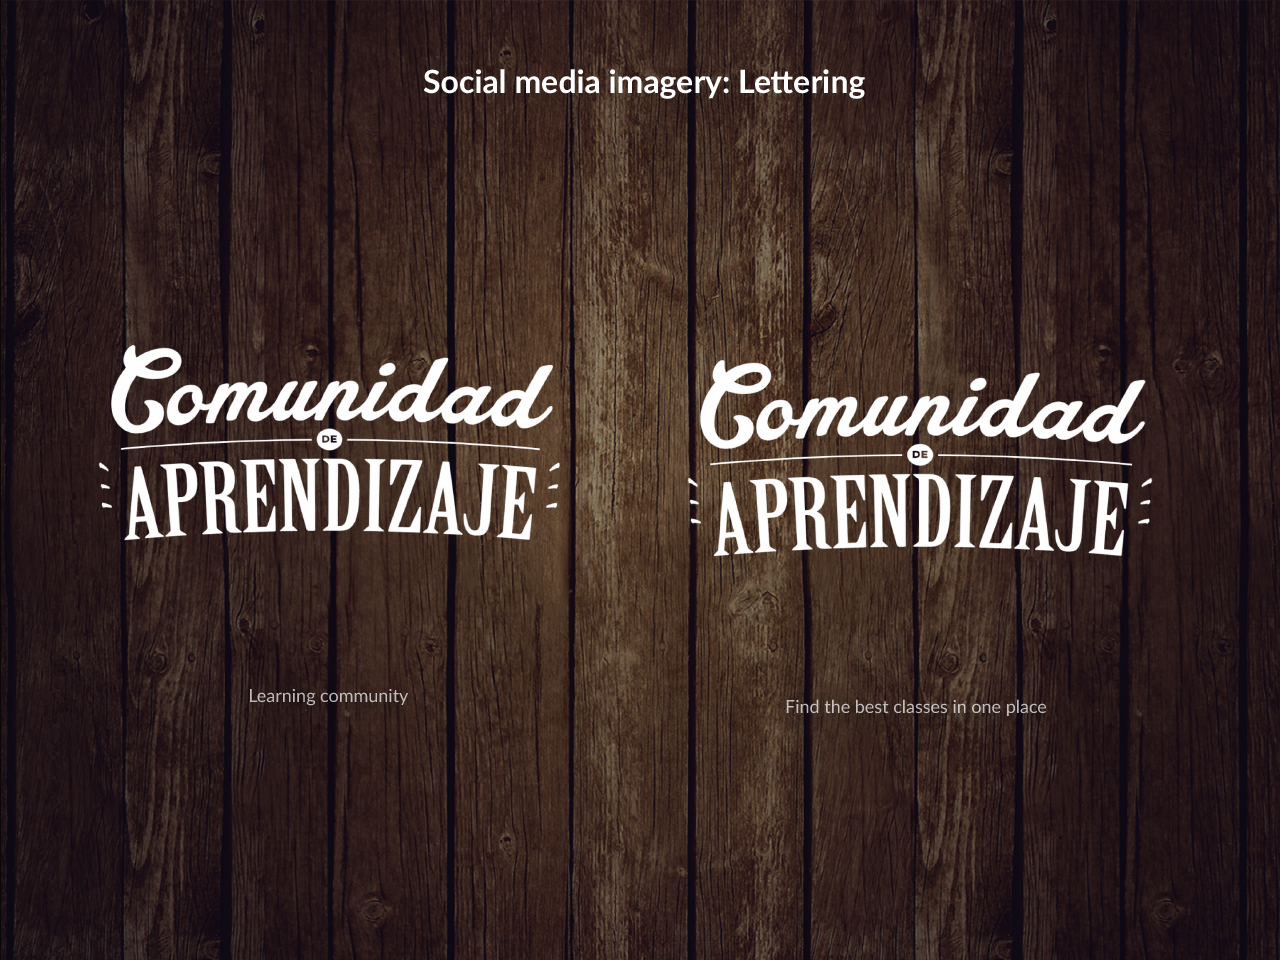 Social media imagery: Lettering
Comunidad
DE
APRENDIZAJE
Learning community
Comunidad
DE
APRENDIZAJE
Find the best classes in one place